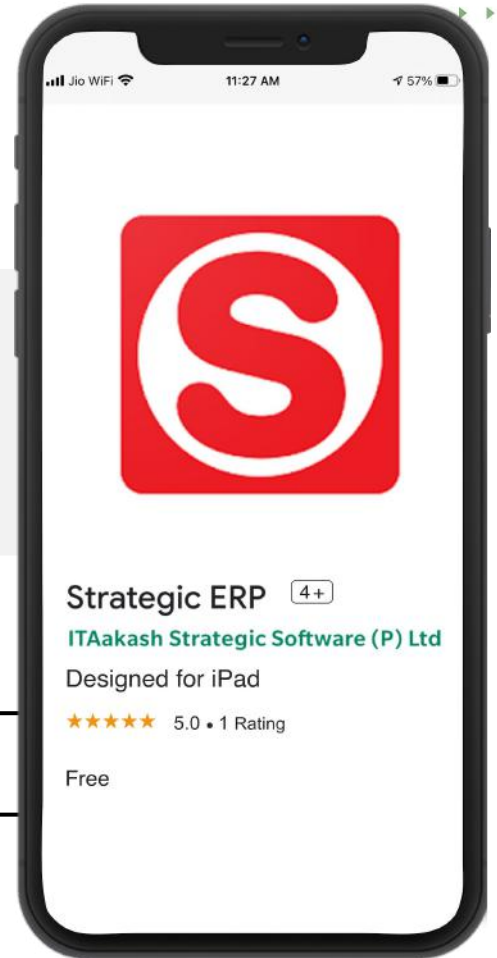 Jio WiFi 11:27 AM 57%
S
Strategic ERP 4+
ITAakash Strategic Software (P) Ltd
Designed for iPad
★★★★★ 5.0 • 1 Rating
Free